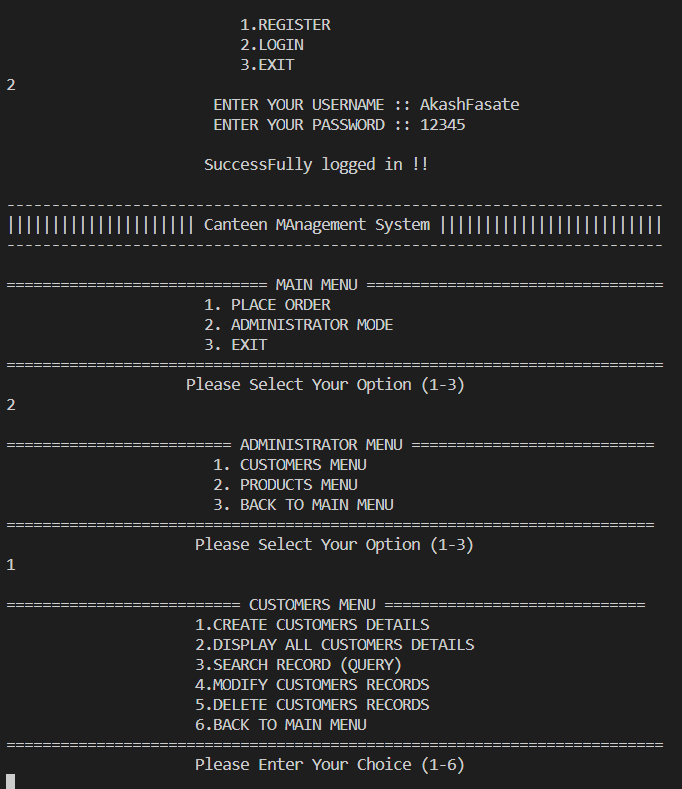 1.REGISTER
2.LOGIN
3.EXIT
2
ENTER YOUR USERNAME :: AkashFasate
ENTER YOUR PASSWORD :: 12345
SuccessFully logged in !!
-------------------------------------------------------------------------
||||||||||||||||||||| Canteen MAnagement System |||||||||||||||||||||||||
-------------------------------------------------------------------------
============================= MAIN MENU =================================
1. PLACE ORDER
2. ADMINISTRATOR MODE
3. EXIT
=========================================================================
Please Select Your Option (1-3)
2
========================= ADMINISTRATOR MENU ===========================
1. CUSTOMERS MENU
2. PRODUCTS MENU
3. BACK TO MAIN MENU
========================================================================
Please Select Your Option (1-3)
1
========================== CUSTOMERS MENU =============================
1.CREATE CUSTOMERS DETAILS
2.DISPLAY ALL CUSTOMERS DETAILS
3.SEARCH RECORD (QUERY)
4.MODIFY CUSTOMERS RECORDS
5.DELETE CUSTOMERS RECORDS
6.BACK TO MAIN MENU
=========================================================================
Please Enter Your Choice (1-6)